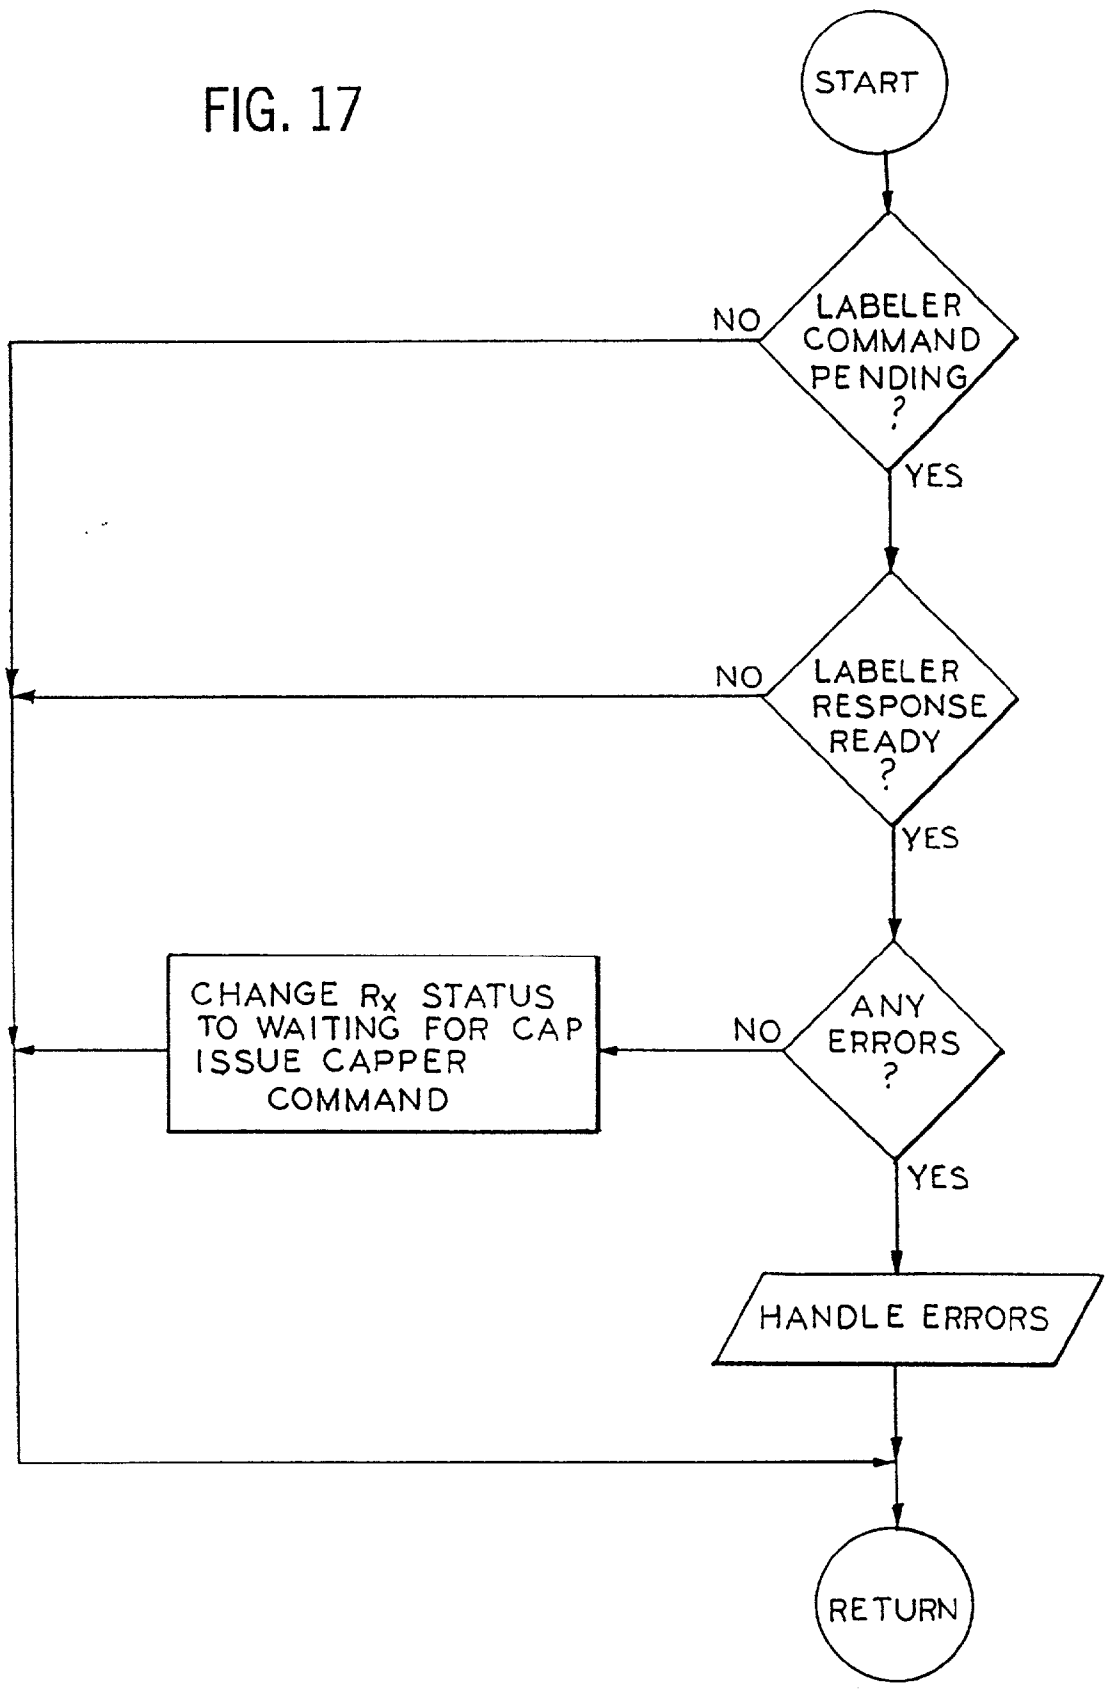 FIG. 17
START
NO
LABELER
COMMAND
PENDING
?
YES
NO
LABELER
RESPONSE
READY
?
YES
CHANGE Rx STATUS
TO WAITING FOR CAP
ISSUE CAPPER
COMMAND
NO
ANY
ERRORS
?
YES
HANDLE ERRORS
RETURN